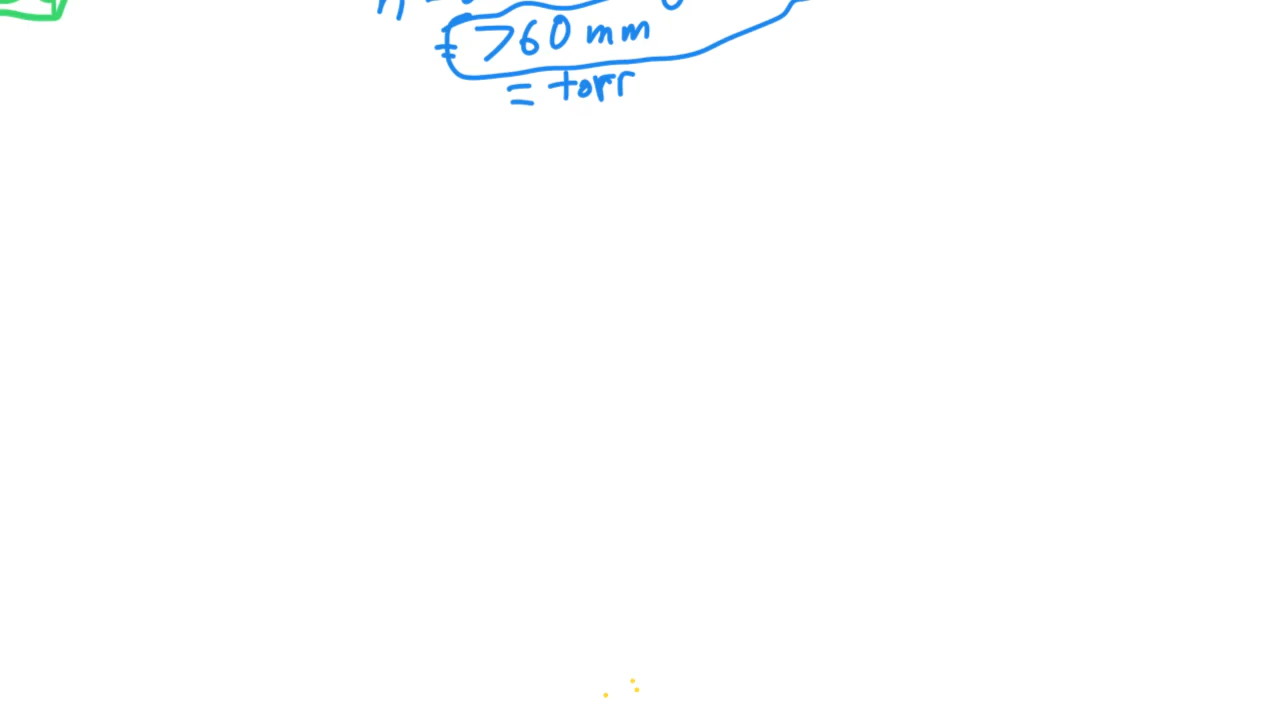 = 760 mm
= torr